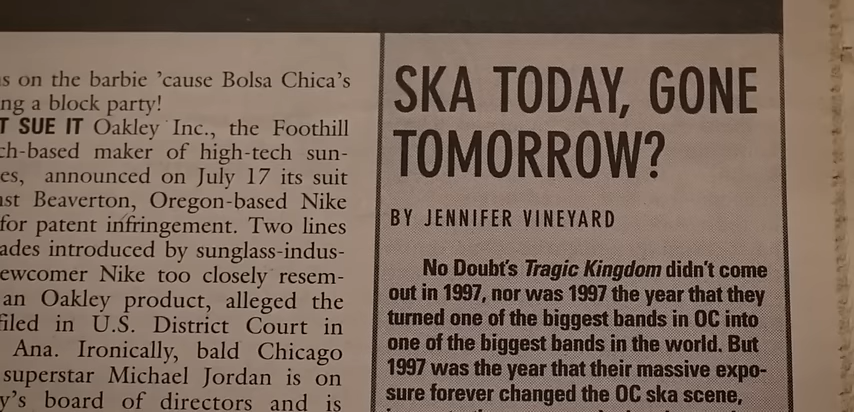 on the barbie 'cause Bolsa Chica's
ng a block party!
T SUE IT Oakley Inc., the Foothill
ch-based maker of high-tech sun-
es, announced on July 17 its suit
nst Beaverton, Oregon-based Nike
for patent infringement. Two lines
ades introduced by sunglass-indus-
ewcomer Nike too closely resem-
an Oakley product, alleged the
filed in U.S. District Court in
Ana. Ironically, bald Chicago
superstar Michael Jordan is on
y's board of directors and is
SKA TODAY, GONE
TOMORROW?
BY JENNIFER VINEYARD
No Doubt's Tragic Kingdom didn't come
out in 1997, nor was 1997 the year that they
turned one of the biggest bands in OC into
one of the biggest bands in the world. But
1997 was the year that their massive expo-
sure forever changed the OC ska scene,